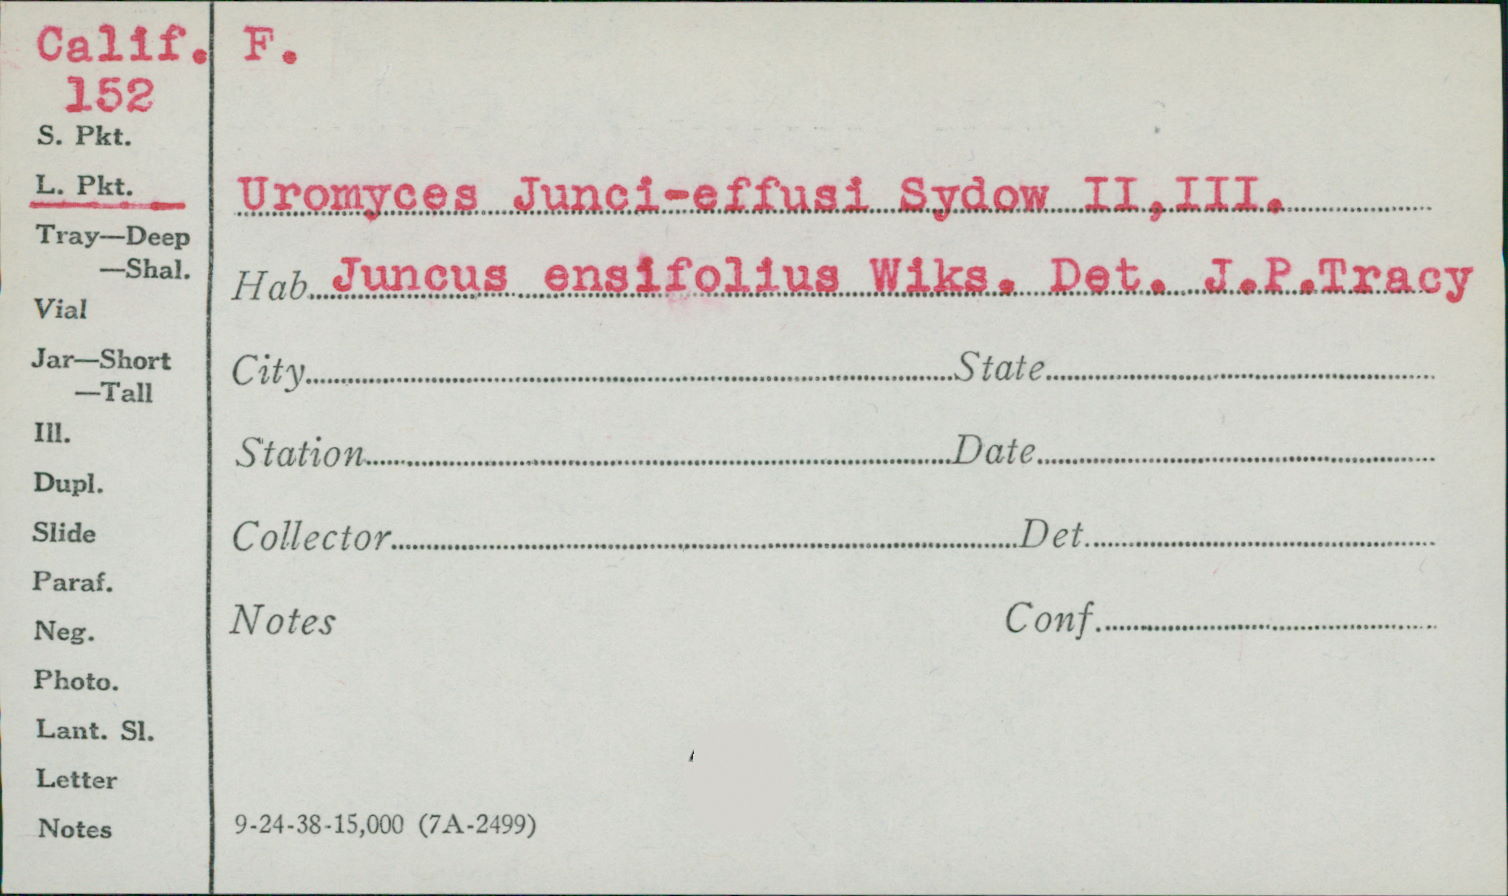 Calif. F.
152
S. Pkt.
L. Pkt.
Uromyces Junci-effusi Sydow II,III.
Tray—Deep
—Shal.
Hab. Juncus ensifolius Wiks. Det. J.P.Tracy
Vial
Jar—Short
—Tall
City State
Ill.
Station Date
Dupl.
Slide
Collector Det.
Paraf.
Neg.
Notes Conf.
Photo.
Lant. Sl.
Letter
Notes
9-24-38-15,000 (7A-2499)